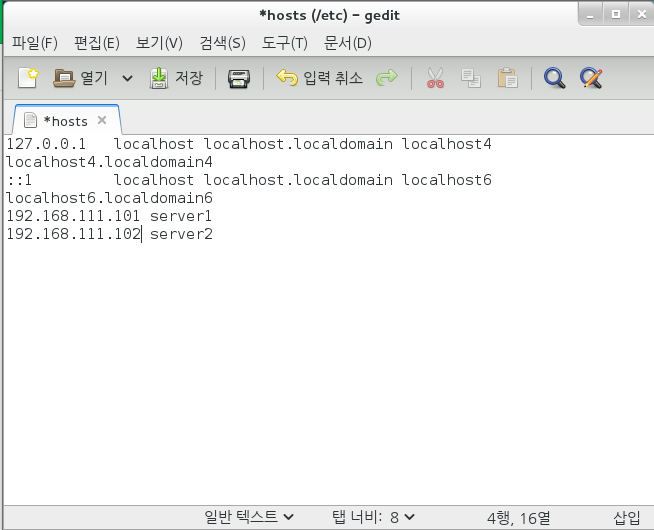 *hosts (/etc) – gedit
파일(F) 편집(E) 보기(V) 검색(S) 도구(T) 문서(D)
열기 저장 입력 취소
*hosts
127.0.0.1   localhost localhost.localdomain localhost4
localhost4.localdomain4
::1         localhost localhost.localdomain localhost6
localhost6.localdomain6
192.168.111.101 server1
192.168.111.102 server2
일반 텍스트 탭 너비: 8 4행, 16열 삽입